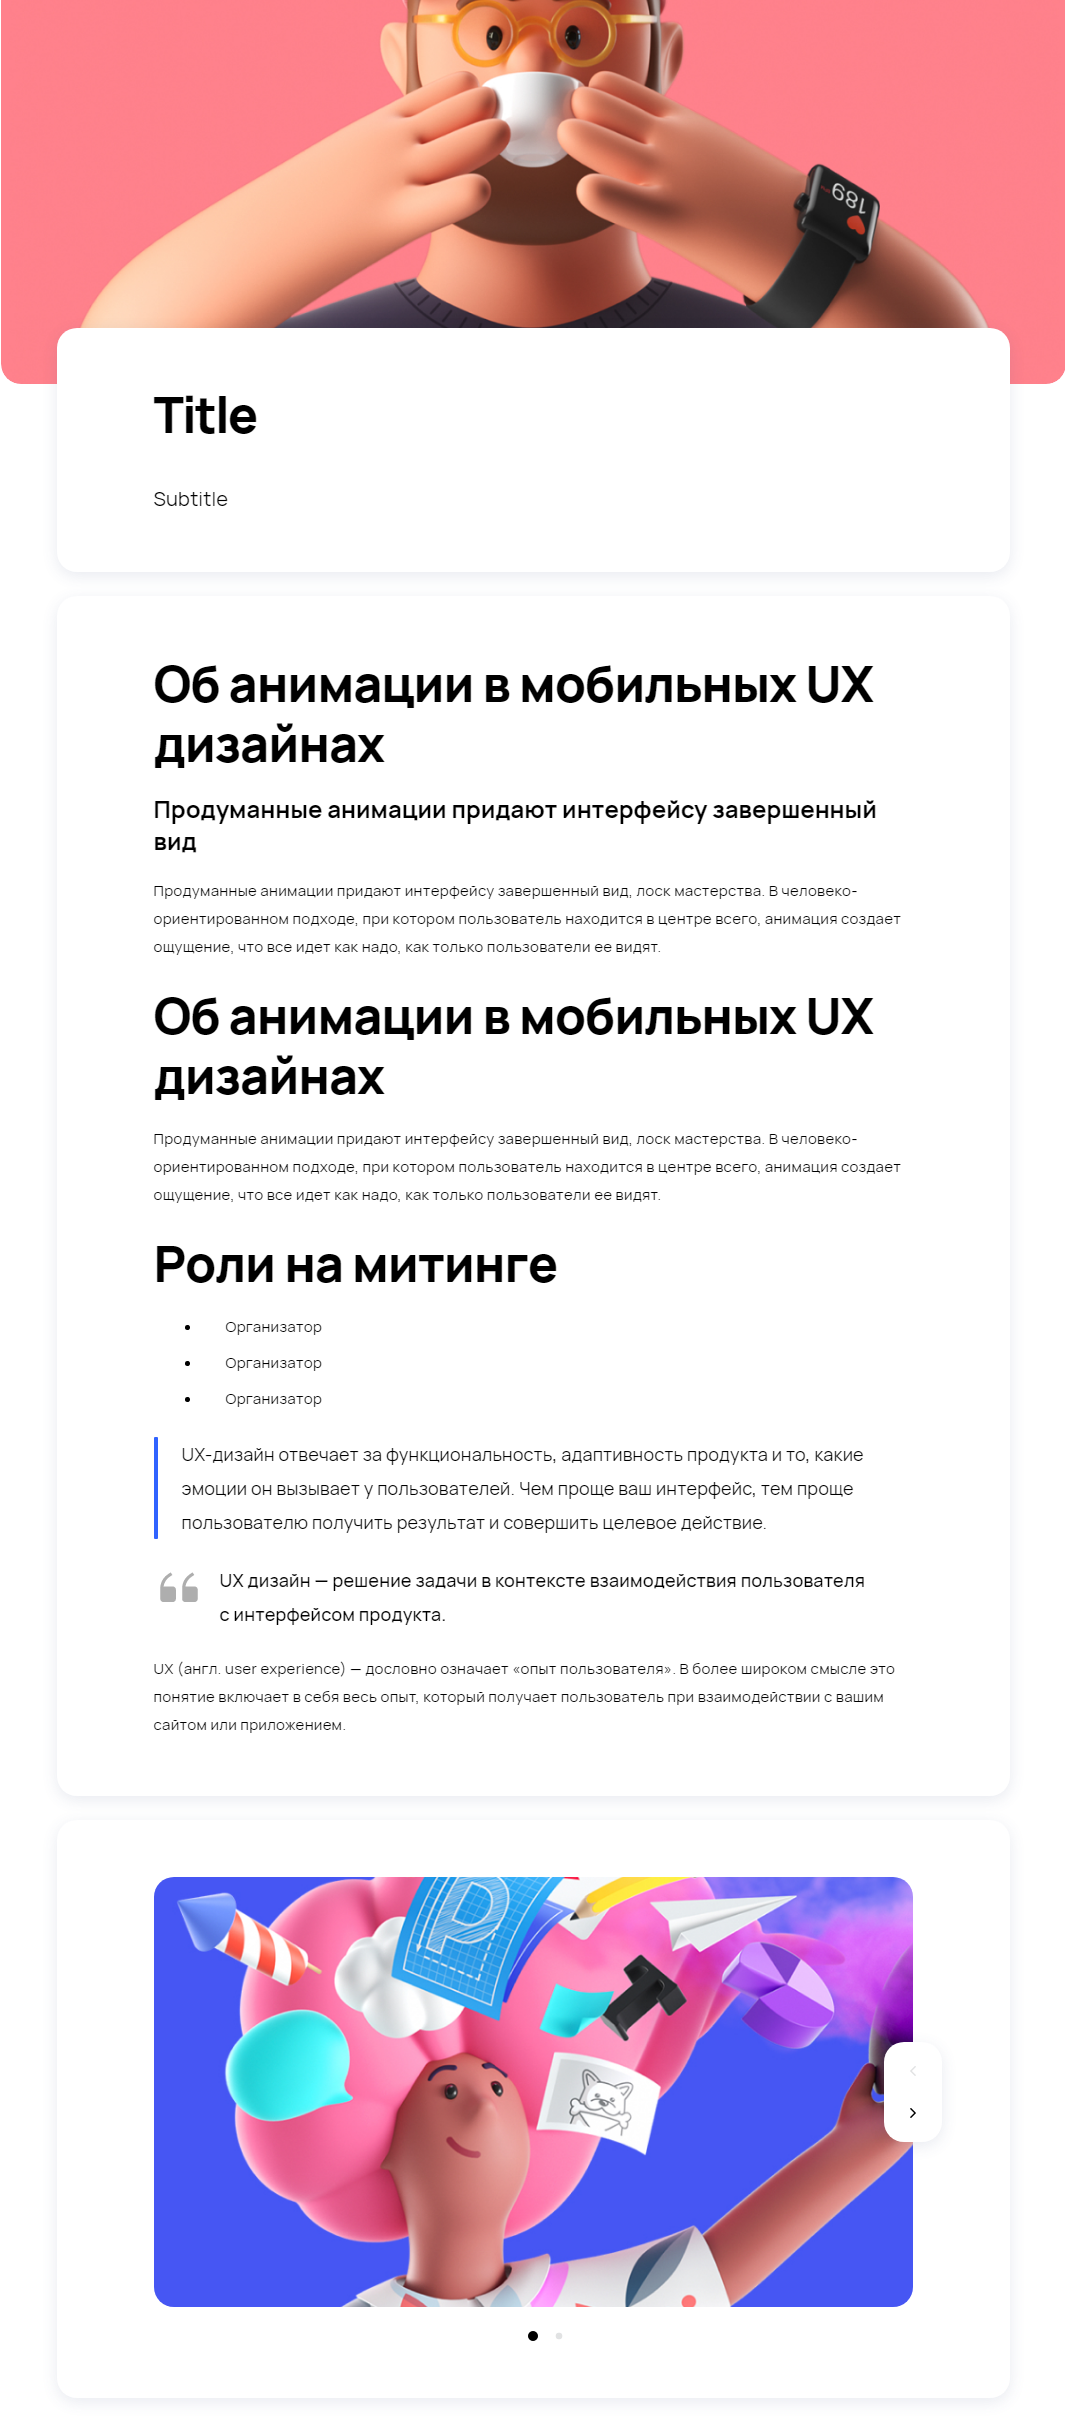 189
Title
Subtitle
Об анимации в мобильных UX
дизайнах
Продуманные анимации придают интерфейсу завершенный
вид
Продуманные анимации придают интерфейсу завершенный вид, лоск мастерства. В человеко-
ориентированном подходе, при котором пользователь находится в центре всего, анимация создает
ощущение, что все идет как надо, как только пользователи ее видят.
Об анимации в мобильных UX
дизайнах
Продуманные анимации придают интерфейсу завершенный вид, лоск мастерства. В человеко-
ориентированном подходе, при котором пользователь находится в центре всего, анимация создает
ощущение, что все идет как надо, как только пользователи ее видят.
Роли на митинге
Организатор
Организатор
Организатор
UX-дизайн отвечает за функциональность, адаптивность продукта и то, какие
эмоции он вызывает у пользователей. Чем проще ваш интерфейс, тем проще
пользователю получить результат и совершить целевое действие.
UX дизайн — решение задачи в контексте взаимодействия пользователя
с интерфейсом продукта.
UX (англ. user experience) — дословно означает «опыт пользователя». В более широком смысле это
понятие включает в себя весь опыт, который получает пользователь при взаимодействии с вашим
сайтом или приложением.
P